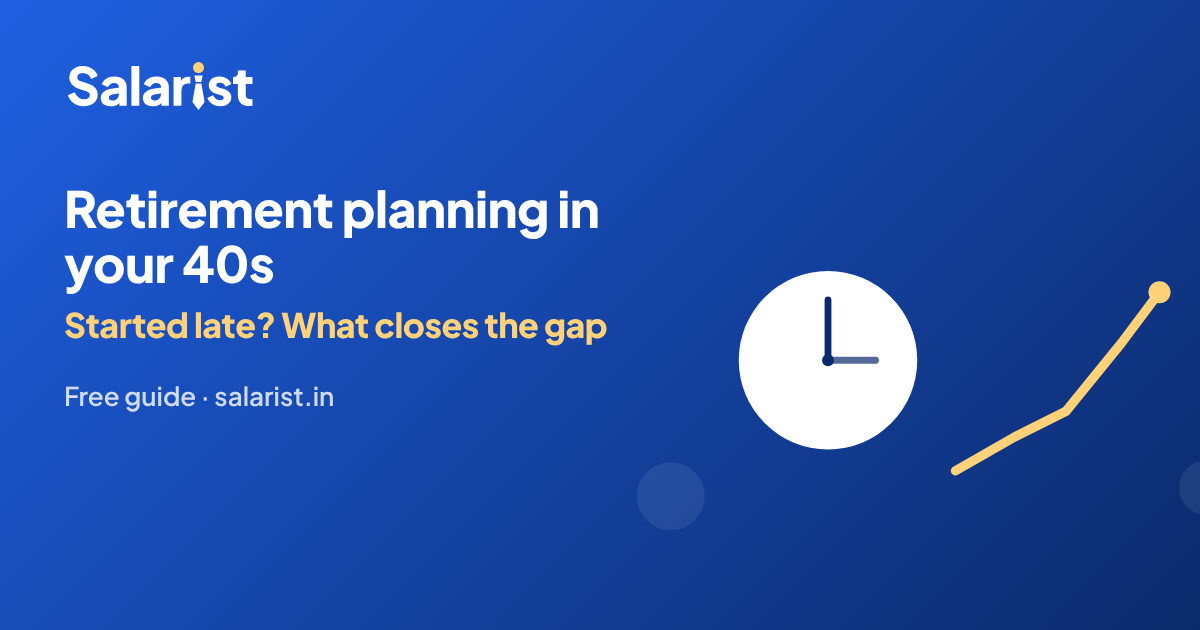 Salarist
Retirement planning in
your 40s
Started late? What closes the gap
Free guide · salarist.in